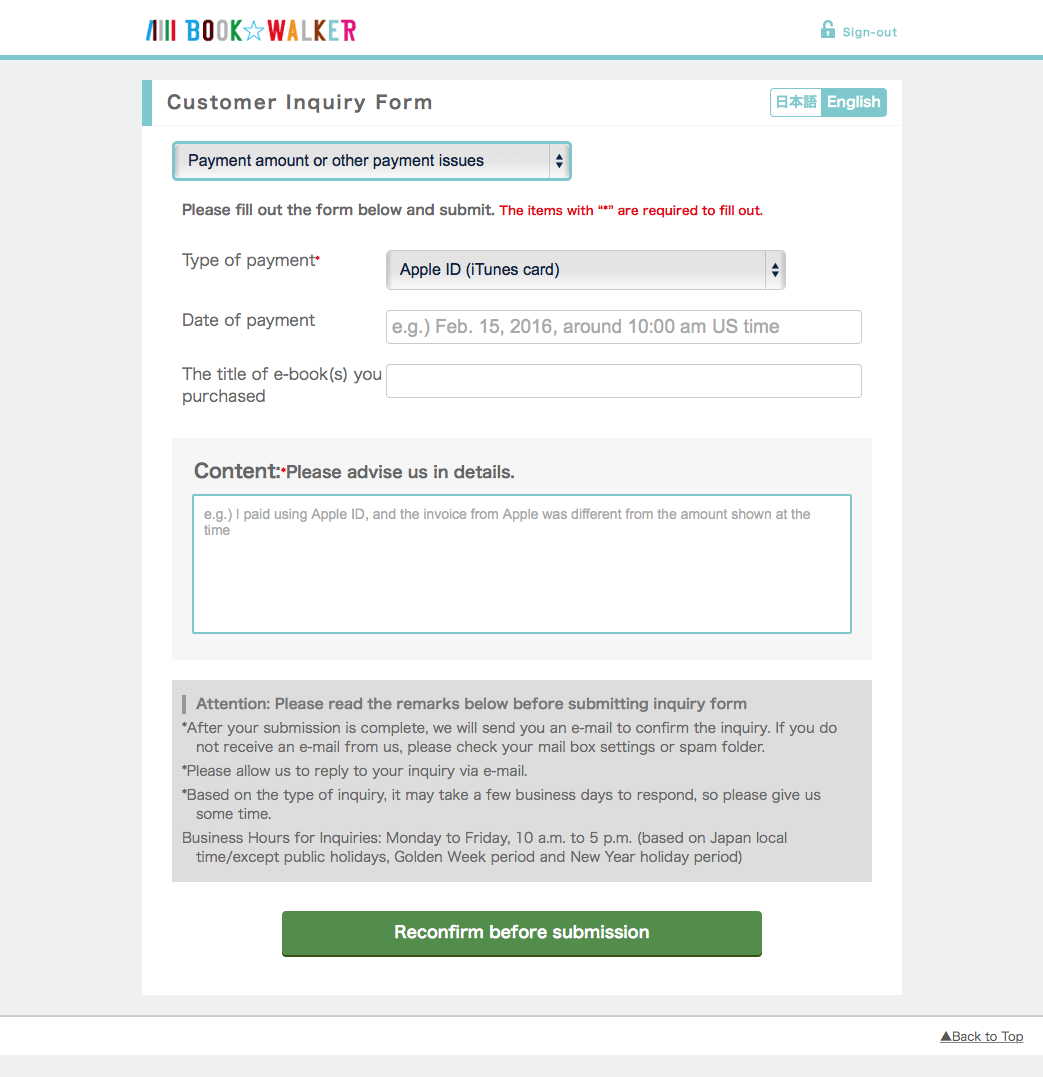 BOOK☆WALKER
Sign-out
Customer Inquiry Form
日本語 English
Payment amount or other payment issues
Please fill out the form below and submit. The items with “*” are required to fill out.
Type of payment*
Apple ID (iTunes card)
Date of payment
e.g.) Feb. 15, 2016, around 10:00 am US time
The title of e-book(s) you
purchased
Content:*Please advise us in details.
e.g.) I paid using Apple ID, and the invoice from Apple was different from the amount shown at the
time
Attention: Please read the remarks below before submitting inquiry form
*After your submission is complete, we will send you an e-mail to confirm the inquiry. If you do
not receive an e-mail from us, please check your mail box settings or spam folder.
*Please allow us to reply to your inquiry via e-mail.
*Based on the type of inquiry, it may take a few business days to respond, so please give us
some time.
Business Hours for Inquiries: Monday to Friday, 10 a.m. to 5 p.m. (based on Japan local
time/except public holidays, Golden Week period and New Year holiday period)
Reconfirm before submission
▲Back to Top